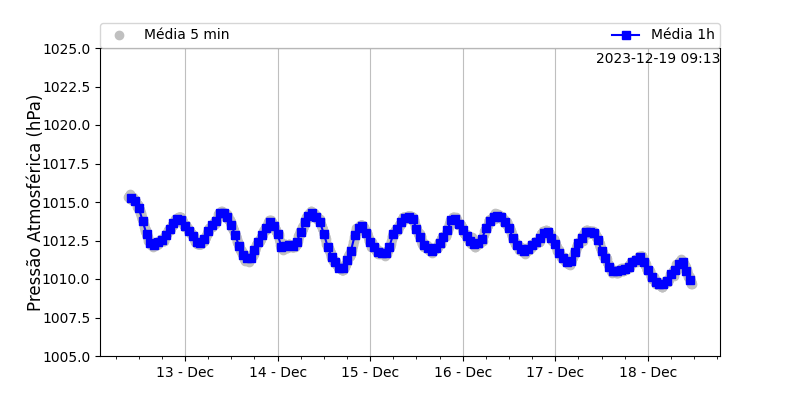 Média 5 min
Média 1h
2023-12-19 09:13
Pressão Atmosférica (hPa)
1025.0
1022.5
1020.0
1017.5
1015.0
1012.5
1010.0
1007.5
1005.0
13 - Dec
14 - Dec
15 - Dec
16 - Dec
17 - Dec
18 - Dec